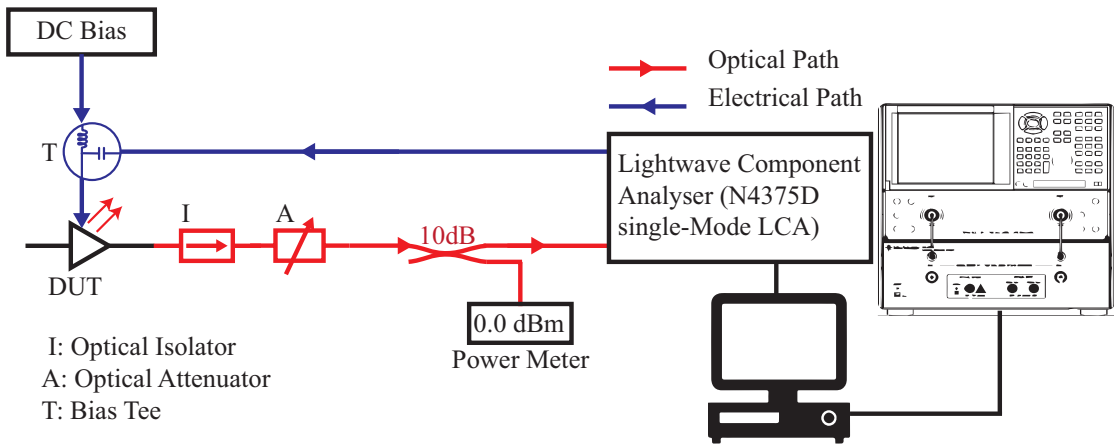 DC Bias
Optical Path
Electrical Path
T
Lightwave Component
Analyser (N4375D
single-Mode LCA)
I
A
10dB
DUT
0.0 dBm
Power Meter
I: Optical Isolator
A: Optical Attenuator
T: Bias Tee